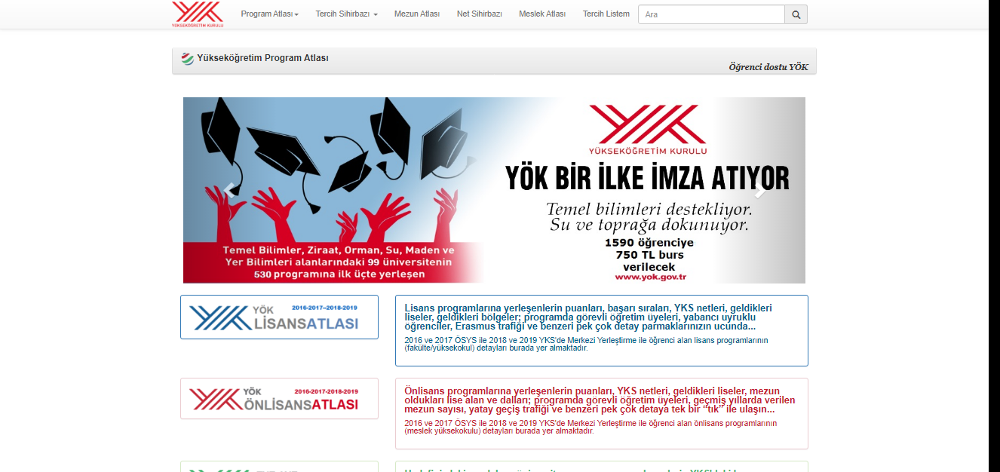 YÜKSEKÖĞRETİM KURULU
Program Atlası
Tercih Sihirbazı
Mezun Atlası
Net Sihirbazı
Meslek Atlası
Tercih Listem
Ara
Yükseköğretim Program Atlası
Öğrenci dostu YÖK
YÜKSEKÖĞRETİM KURULU
YÖK BİR İLKE İMZA ATIYOR
Temel bilimleri destekliyor.
Su ve toprağa dokunuyor.
1590 öğrenciye
750 TL burs
verilecek
www.yok.gov.tr
Temel Bilimler, Ziraat, Orman, Su, Maden ve
Yer Bilimleri alanlarındaki 99 üniversitenin
530 programına ilk üçte yerleşen
YÖK 2016-2017-2018-2019
LİSANSATLASI
Lisans programlarına yerleşenlerin puanları, başarı sıraları, YKS netleri, geldikleri
liseler, geldikleri bölgeler; programda görevli öğretim üyeleri, yabancı uyruklu
öğrenciler, Erasmus trafiği ve benzeri pek çok detay parmaklarınızın ucunda...
2016 ve 2017 ÖSYS ile 2018 ve 2019 YKS'de Merkezi Yerleştirme ile öğrenci alan lisans programlarının
(fakülte/yüksekokul) detayları burada yer almaktadır.
YÖK 2016-2017-2018-2019
ÖNLİSANSATLASI
Önlisans programlarına yerleşenlerin puanları, YKS netleri, geldikleri liseler, mezun
oldukları lise alan ve dalları; programda görevli öğretim üyeleri, geçmiş yıllarda verilen
mezun sayısı, yatay geçiş trafiği ve benzeri pek çok detaya tek bir “tık” ile ulaşın...
2016 ve 2017 ÖSYS ile 2018 ve 2019 YKS'de Merkezi Yerleştirme ile öğrenci alan önlisans programlarının
(meslek yüksekokulu) detayları burada yer almaktadır.